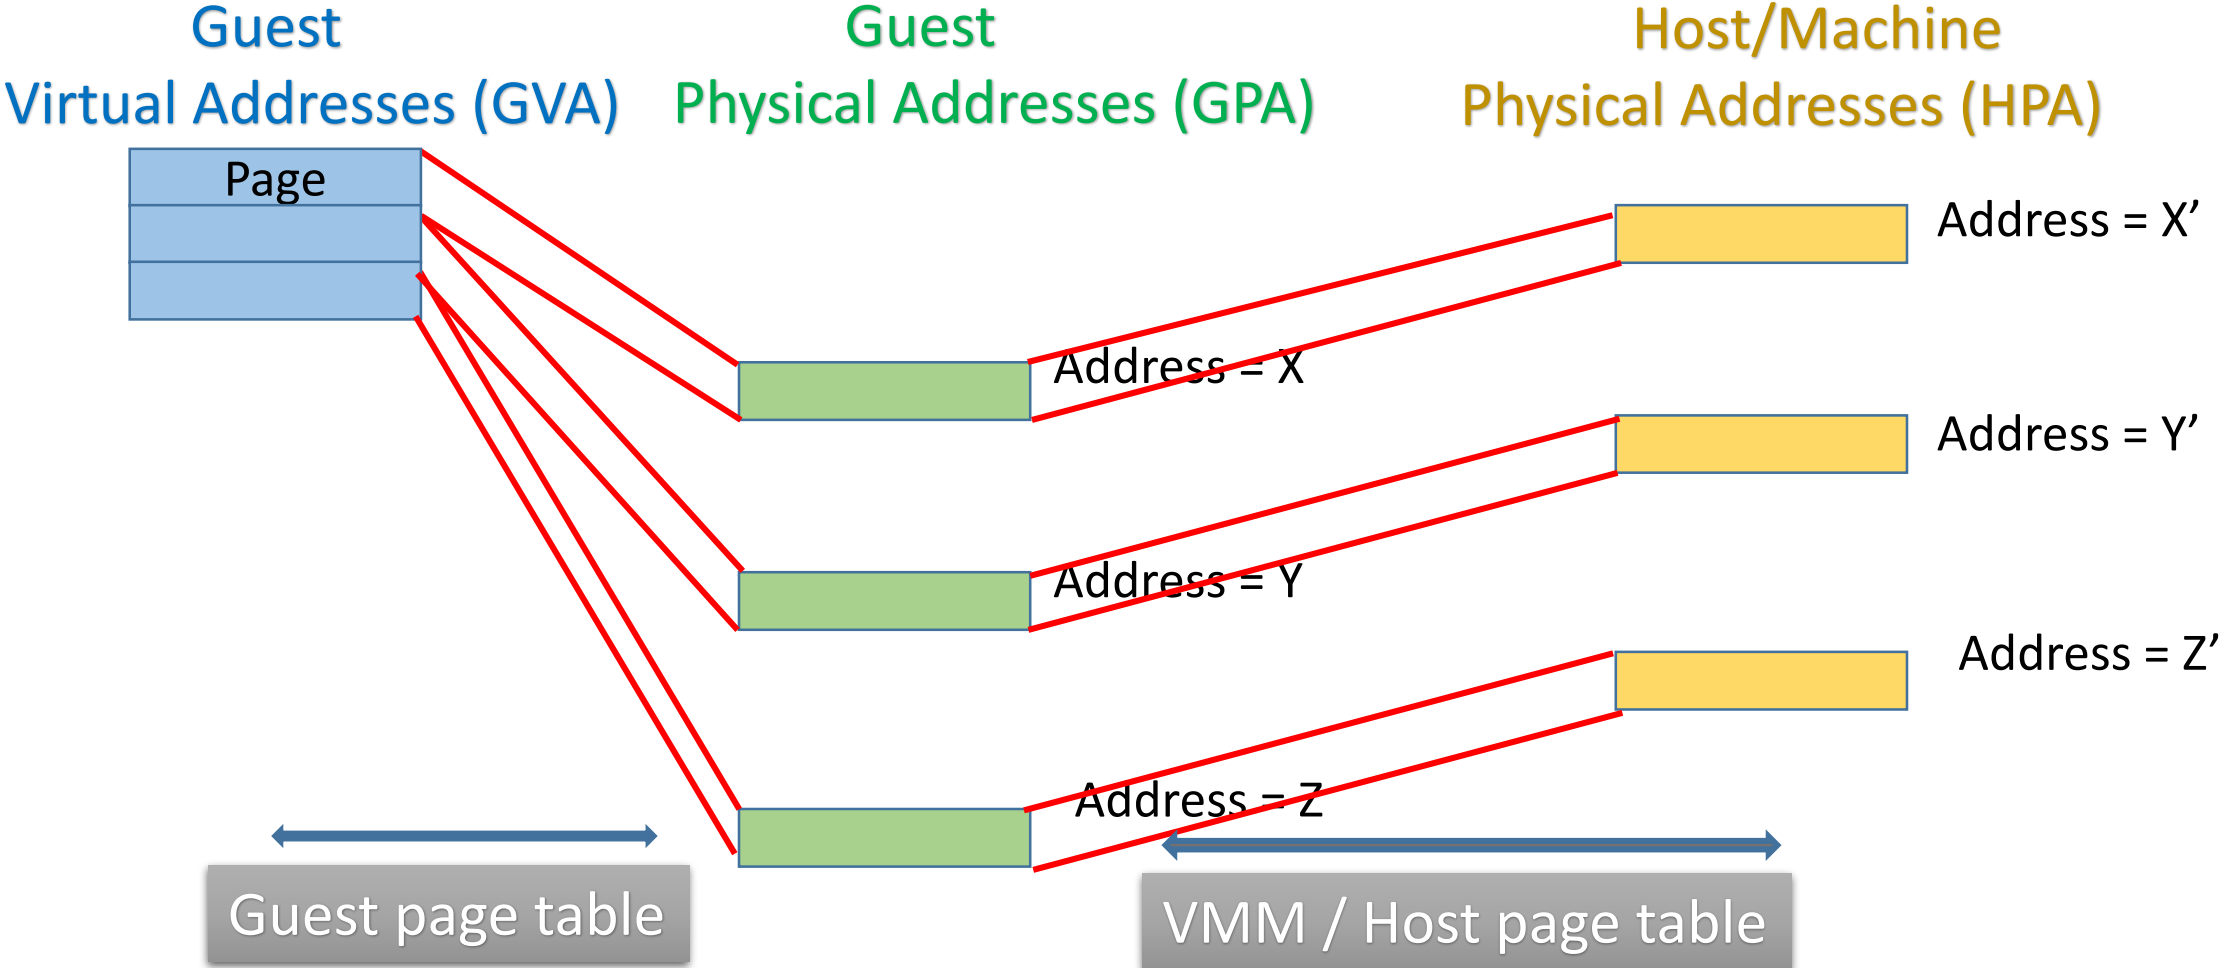 Guest
Virtual Addresses (GVA)
Guest
Physical Addresses (GPA)
Host/Machine
Physical Addresses (HPA)
Page
Address = X’
Address = X
Address = Y’
Address = Y
Address = Z’
Address = Z
Guest page table
VMM / Host page table